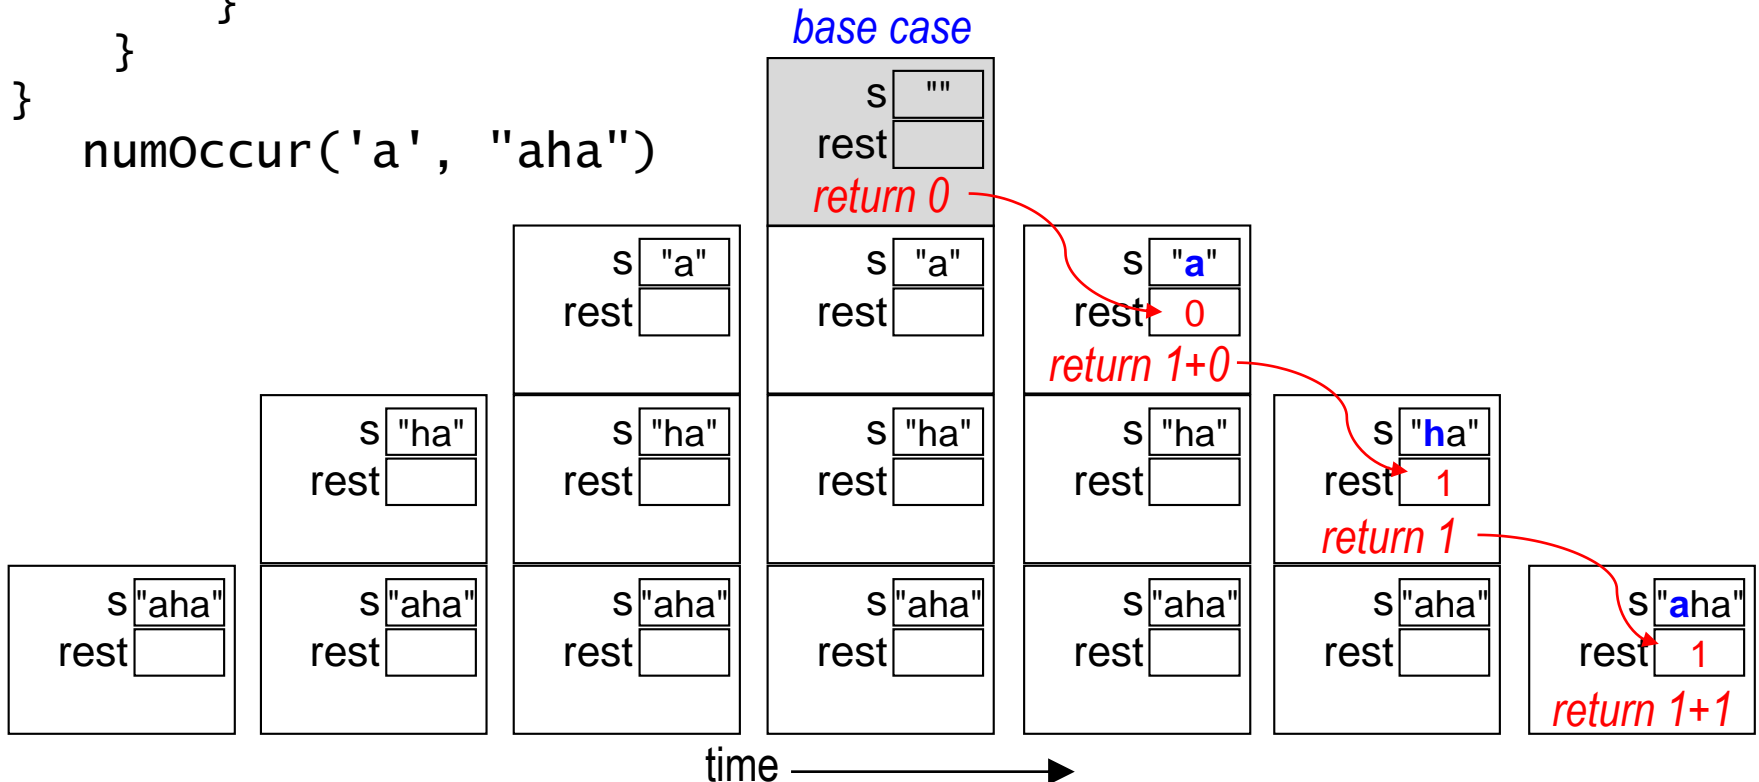 }
}
}
base case
numOccur('a', "aha")
s ""
rest
return 0
s "a"
rest
s "a"
rest
s "a"
rest 0
return 1+0
s "ha"
rest
s "ha"
rest
s "ha"
rest
s "ha"
rest
s "ha"
rest 1
return 1
s "aha"
rest
s "aha"
rest
s "aha"
rest
s "aha"
rest
s "aha"
rest
s "aha"
rest
s "aha"
rest 1
return 1+1
time